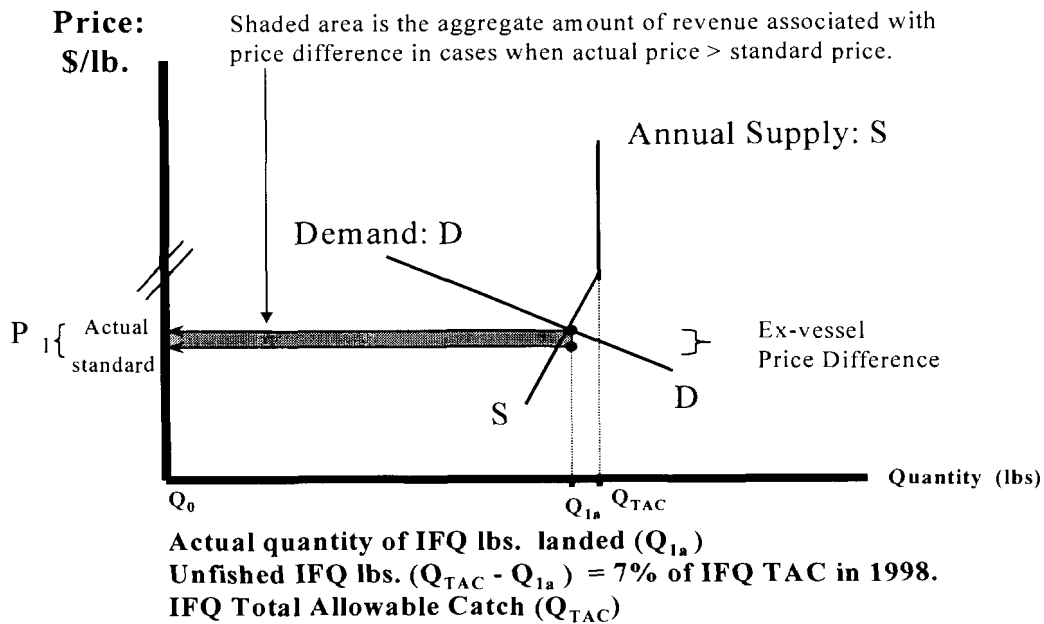 Price:
$/lb.
Shaded area is the aggregate amount of revenue associated with
price difference in cases when actual price > standard price.
Annual Supply: S
Demand: D
P 1{
Actual
standard
Ex-vessel
Price Difference
S
D
Quantity (lbs)
Q0
Q1a
QTAC
Actual quantity of IFQ lbs. landed (Q1a)
Unfished IFQ lbs. (QTAC - Q1a) = 7% of IFQ TAC in 1998.
IFQ Total Allowable Catch (QTAC)